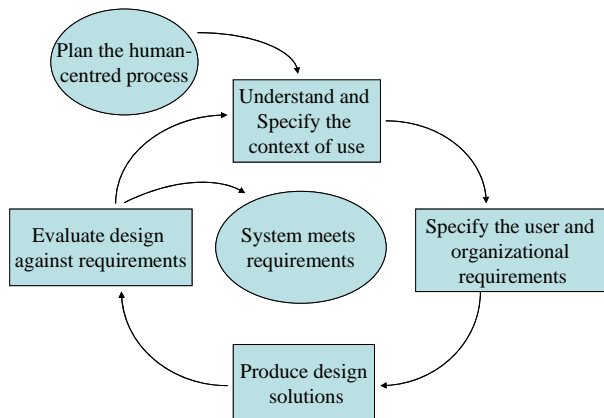 Plan the human-
centred process
Understand and
Specify the
context of use
Evaluate design
against requirements
System meets
requirements
Specify the user and
organizational
requirements
Produce design
solutions